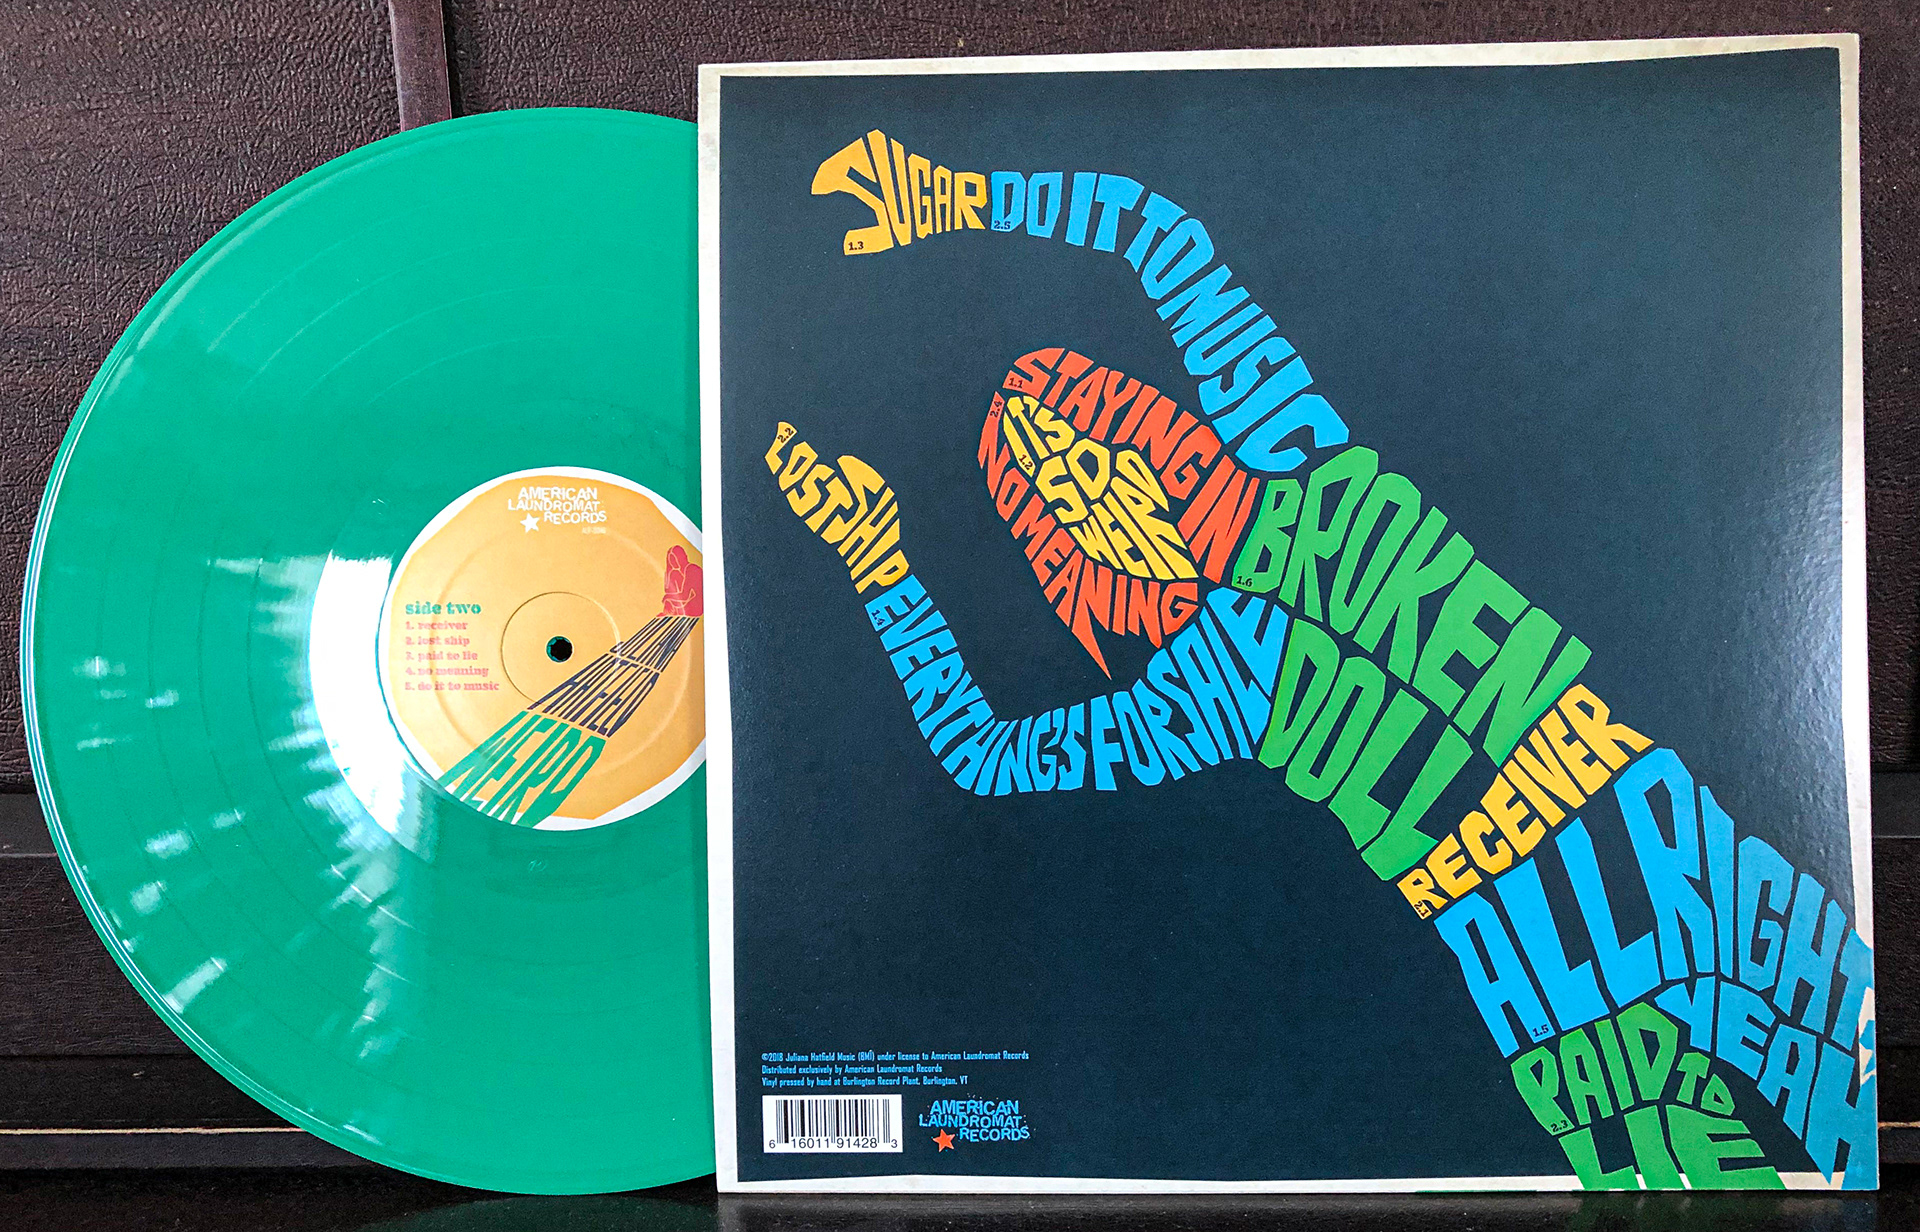 AMERICAN
LAUNDROMAT
RECORDS
side two
1. receiver
2. lost ship
3. paid to lie
4. no meaning
5. do it to music
JULIANA
HATFIELD
WEIRD
SUGAR
1.3
DO IT TO MUSIC
2.5
STAYING IN
1.1
IT'S SO WEIRD
1.2
NO MEANING
2.4
LOST SHIP
2.2
EVERYTHING'S FOR SALE
1.4
BROKEN
DOLL
1.6
RECEIVER
2.1
ALLRIGHT
YEAH
1.5
PAID TO
LIE
2.3
©2018 Juliana Hatfield Music (BMI) under license to American Laundromat Records
Distributed exclusively by American Laundromat Records
Vinyl pressed by hand at Burlington Record Plant, Burlington, VT
6 16011 91428 3
AMERICAN
LAUNDROMAT
RECORDS